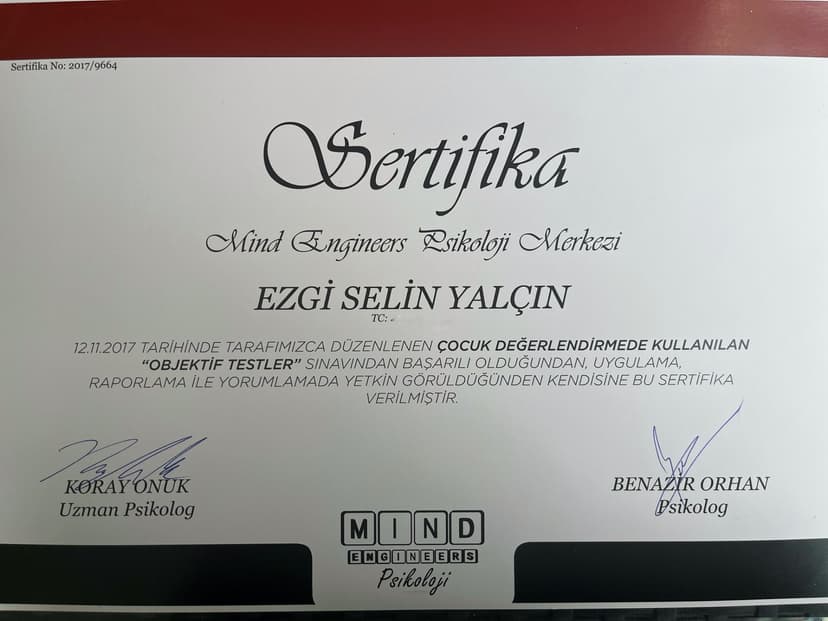 Sertifika No: 2017/9664
Sertifika
Mind Engineers Psikoloji Merkezi
EZGİ SELİN YALÇIN
TC:
12.11.2017 TARİHİNDE TARAFIMIZCA DÜZENLENEN ÇOCUK DEĞERLENDİRMEDE KULLANILAN
“OBJEKTİF TESTLER” SINAVINDAN BAŞARILI OLDUĞUNDAN, UYGULAMA,
RAPORLAMA İLE YORUMLAMADA YETKİN GÖRÜLDÜĞÜNDEN KENDİSİNE BU SERTİFİKA
VERİLMİŞTİR.
KORAY ONUK
Uzman Psikolog
BENAZİR ORHAN
Psikolog
MIND
ENGINEERS
Psikoloji